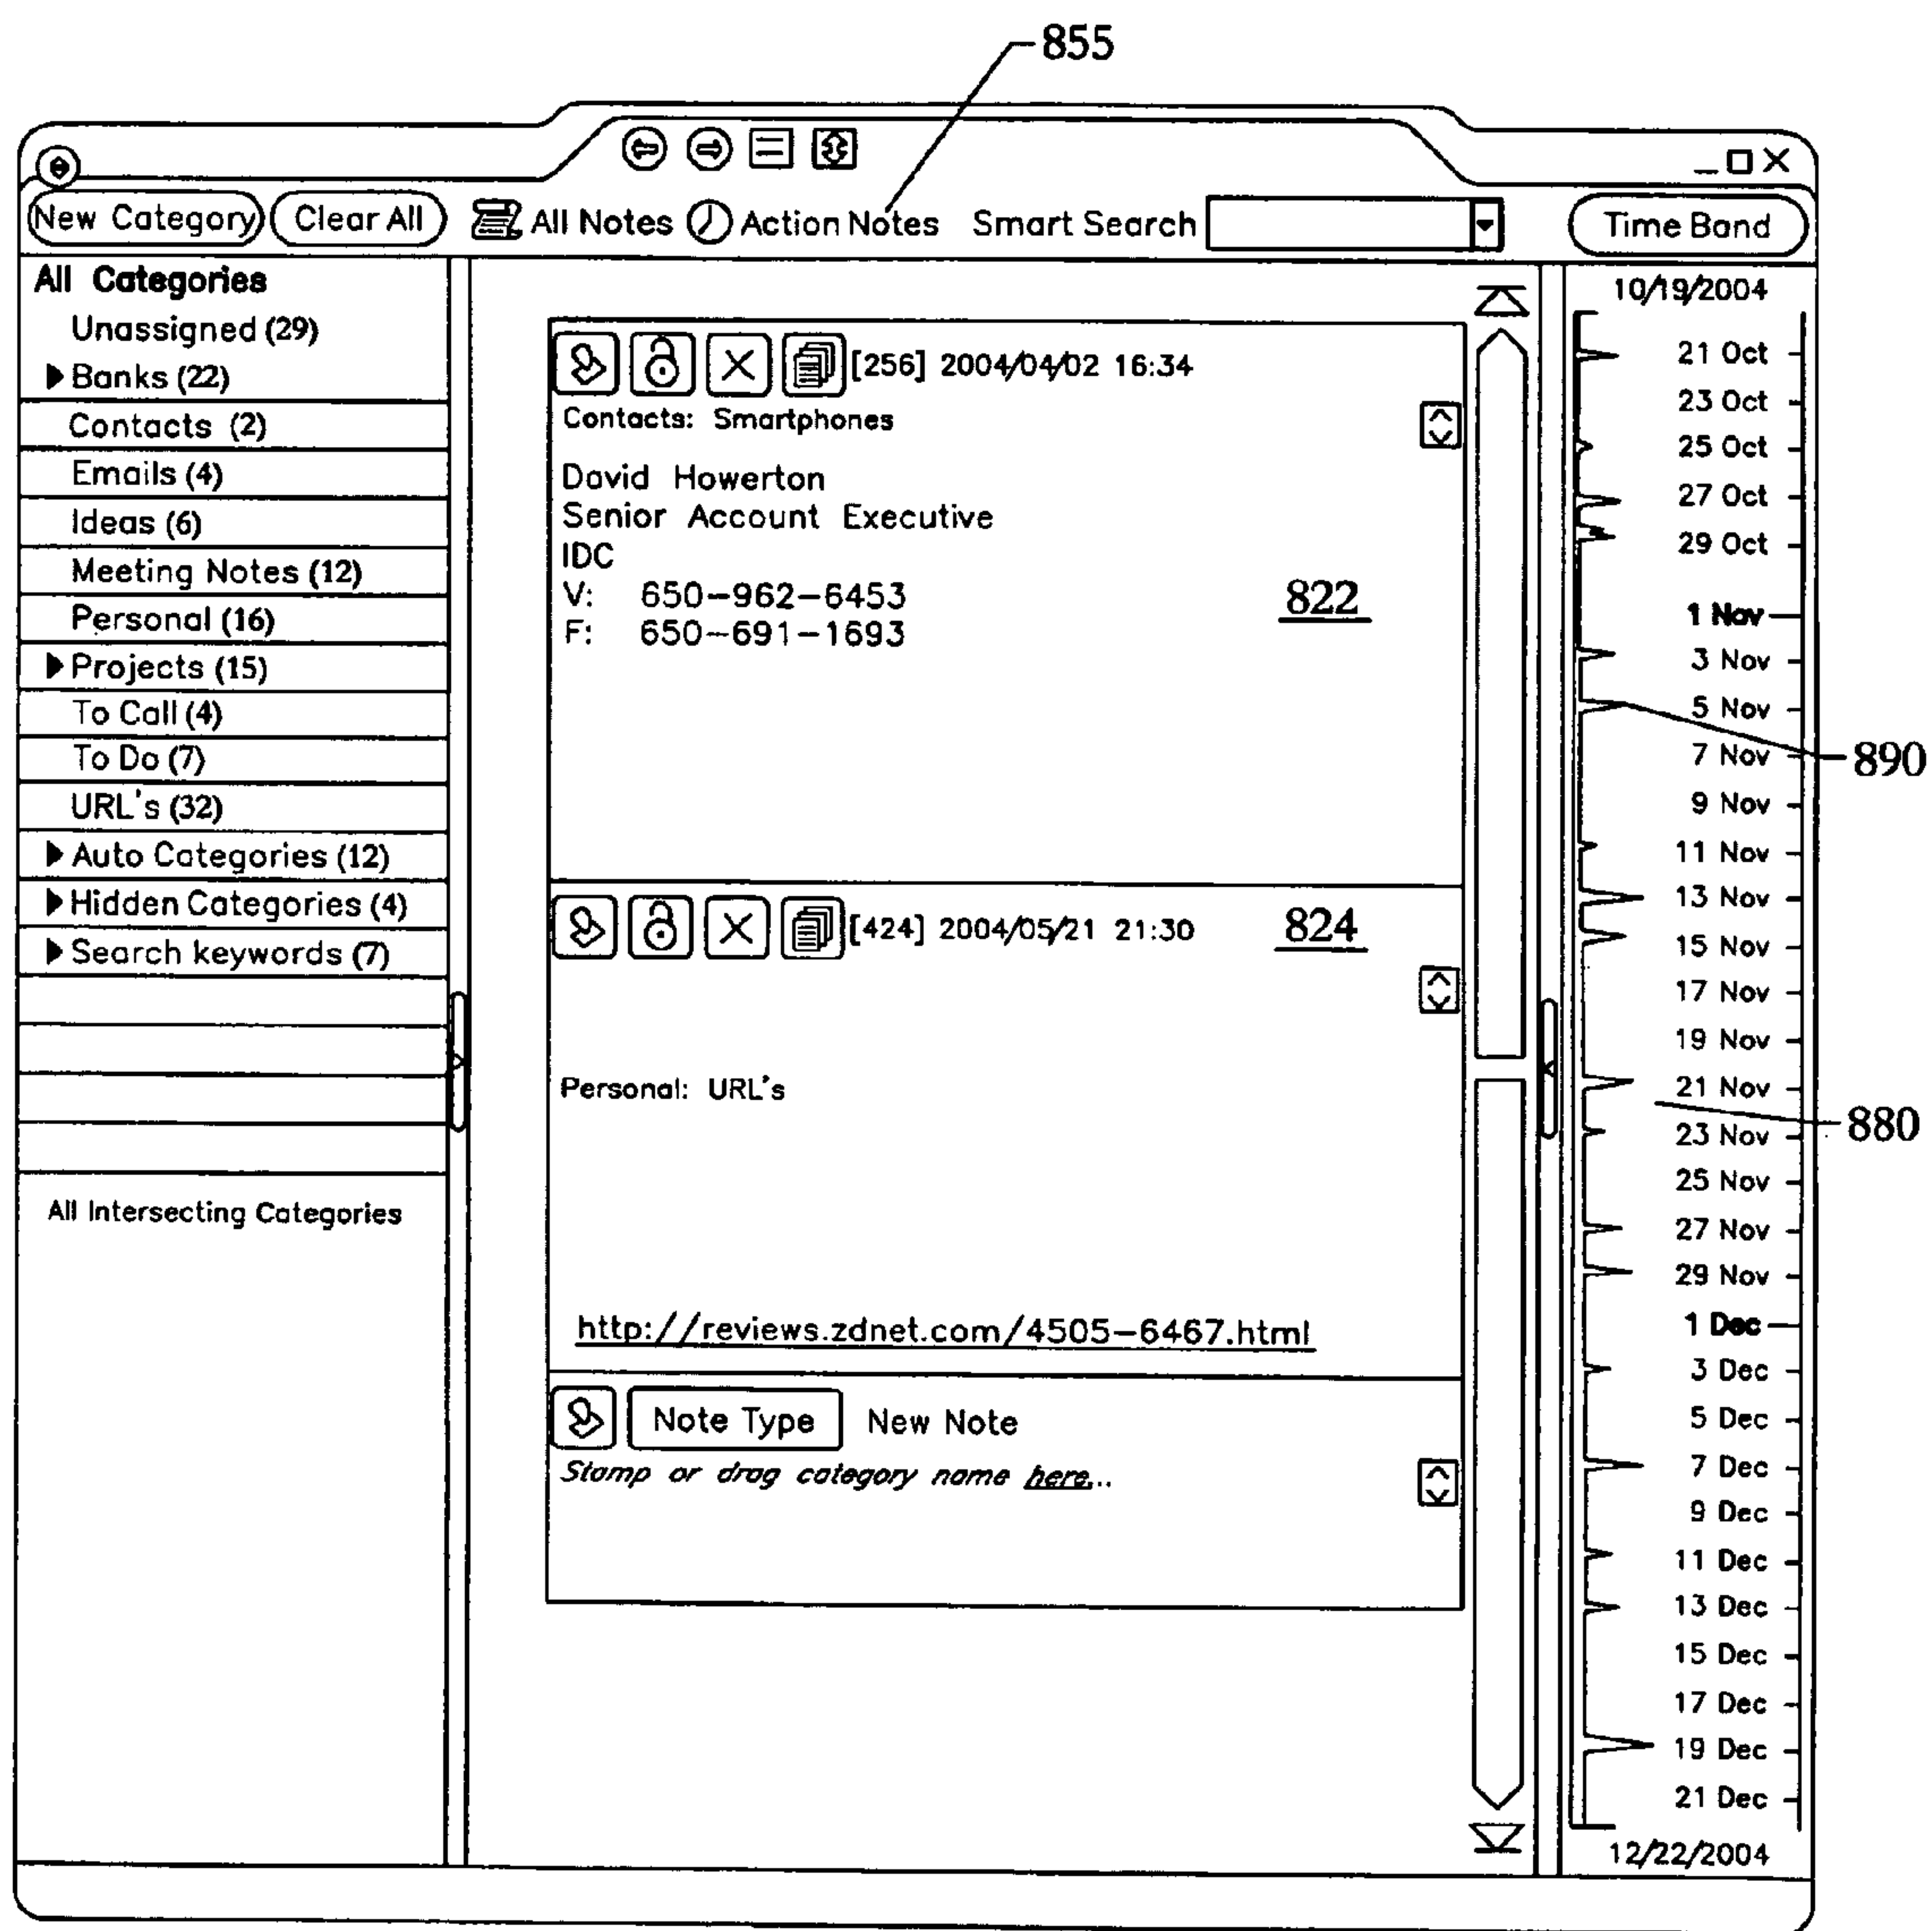 855
New Category Clear All All Notes Action Notes Smart Search Time Band
All Categories
Unassigned (29)
Banks (22)
Contacts (2)
Emails (4)
Ideas (6)
Meeting Notes (12)
Personal (16)
Projects (15)
To Call (4)
To Do (7)
URL's (32)
Auto Categories (12)
Hidden Categories (4)
Search keywords (7)
All Intersecting Categories
[256] 2004/04/02 16:34
Contacts: Smartphones
David Howerton
Senior Account Executive
IDC
V: 650-962-6453
F: 650-691-1693
822
[424] 2004/05/21 21:30
824
Personal: URL's
http://reviews.zdnet.com/4505-6467.html
Note Type New Note
Stamp or drag category name here...
10/19/2004
21 Oct
23 Oct
25 Oct
27 Oct
29 Oct
1 Nov
3 Nov
5 Nov
7 Nov
890
9 Nov
11 Nov
13 Nov
15 Nov
17 Nov
19 Nov
21 Nov
880
23 Nov
25 Nov
27 Nov
29 Nov
1 Dec
3 Dec
5 Dec
7 Dec
9 Dec
11 Dec
13 Dec
15 Dec
17 Dec
19 Dec
21 Dec
12/22/2004